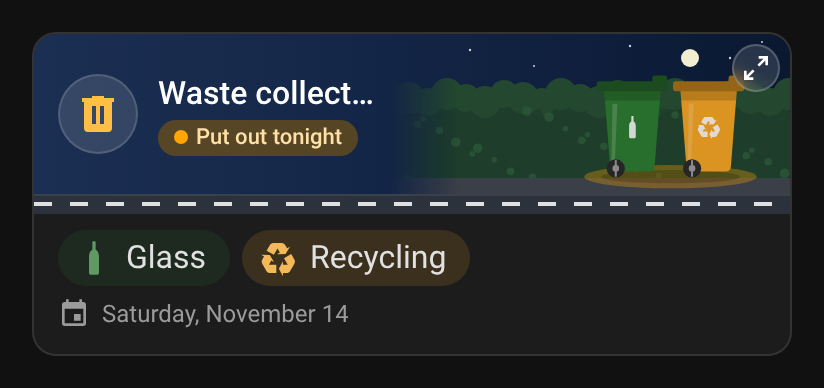 Waste collect...
Put out tonight
Glass
Recycling
Saturday, November 14